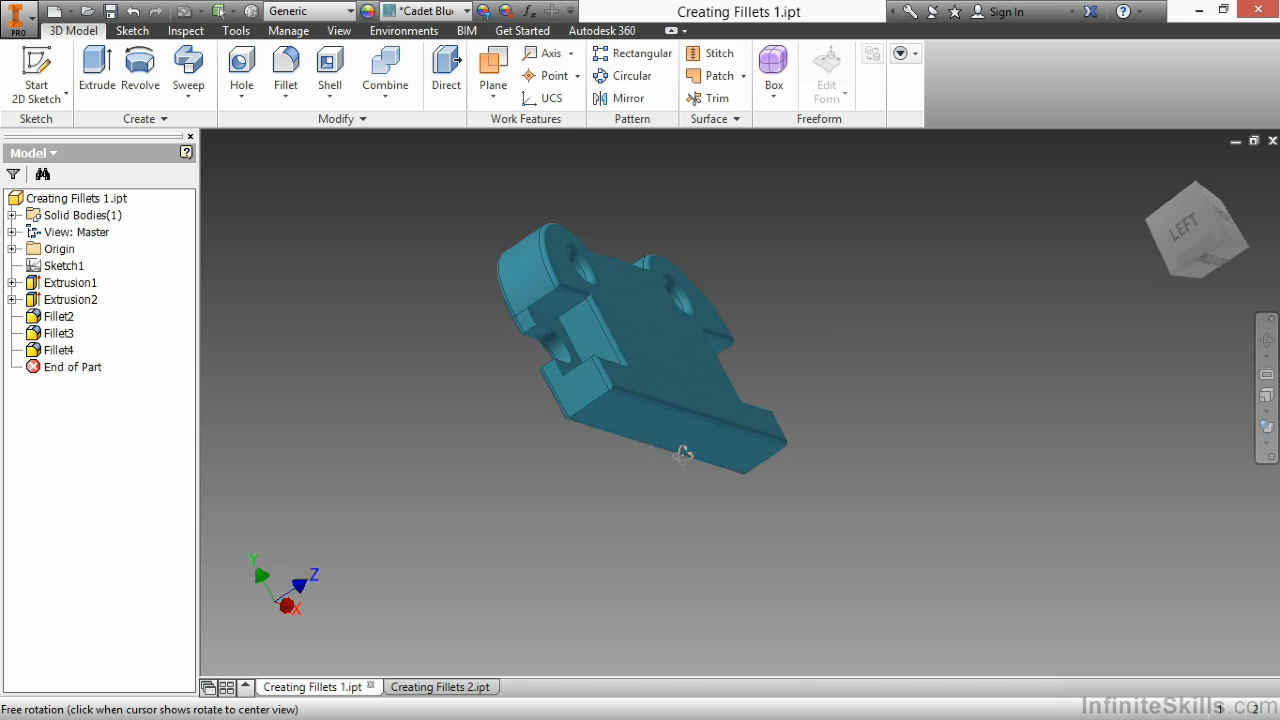 PRO
Generic
*Cadet Blu
Creating Fillets 1.ipt
Sign In
3D Model Sketch Inspect Tools Manage View Environments BIM Get Started Autodesk 360
Start
2D Sketch
Extrude Revolve Sweep
Hole Fillet Shell Combine
Direct
Plane
Axis
Point
UCS
Rectangular
Circular
Mirror
Stitch
Patch
Trim
Box
Edit
Form
Sketch Create Modify Work Features Pattern Surface Freeform
Model
Creating Fillets 1.ipt
Solid Bodies(1)
View: Master
Origin
Sketch1
Extrusion1
Extrusion2
Fillet2
Fillet3
Fillet4
End of Part
LEFT
Y
Z
X
Creating Fillets 1.ipt
Creating Fillets 2.ipt
Free rotation (click when cursor shows rotate to center view)
1 2
InfiniteSkills.com